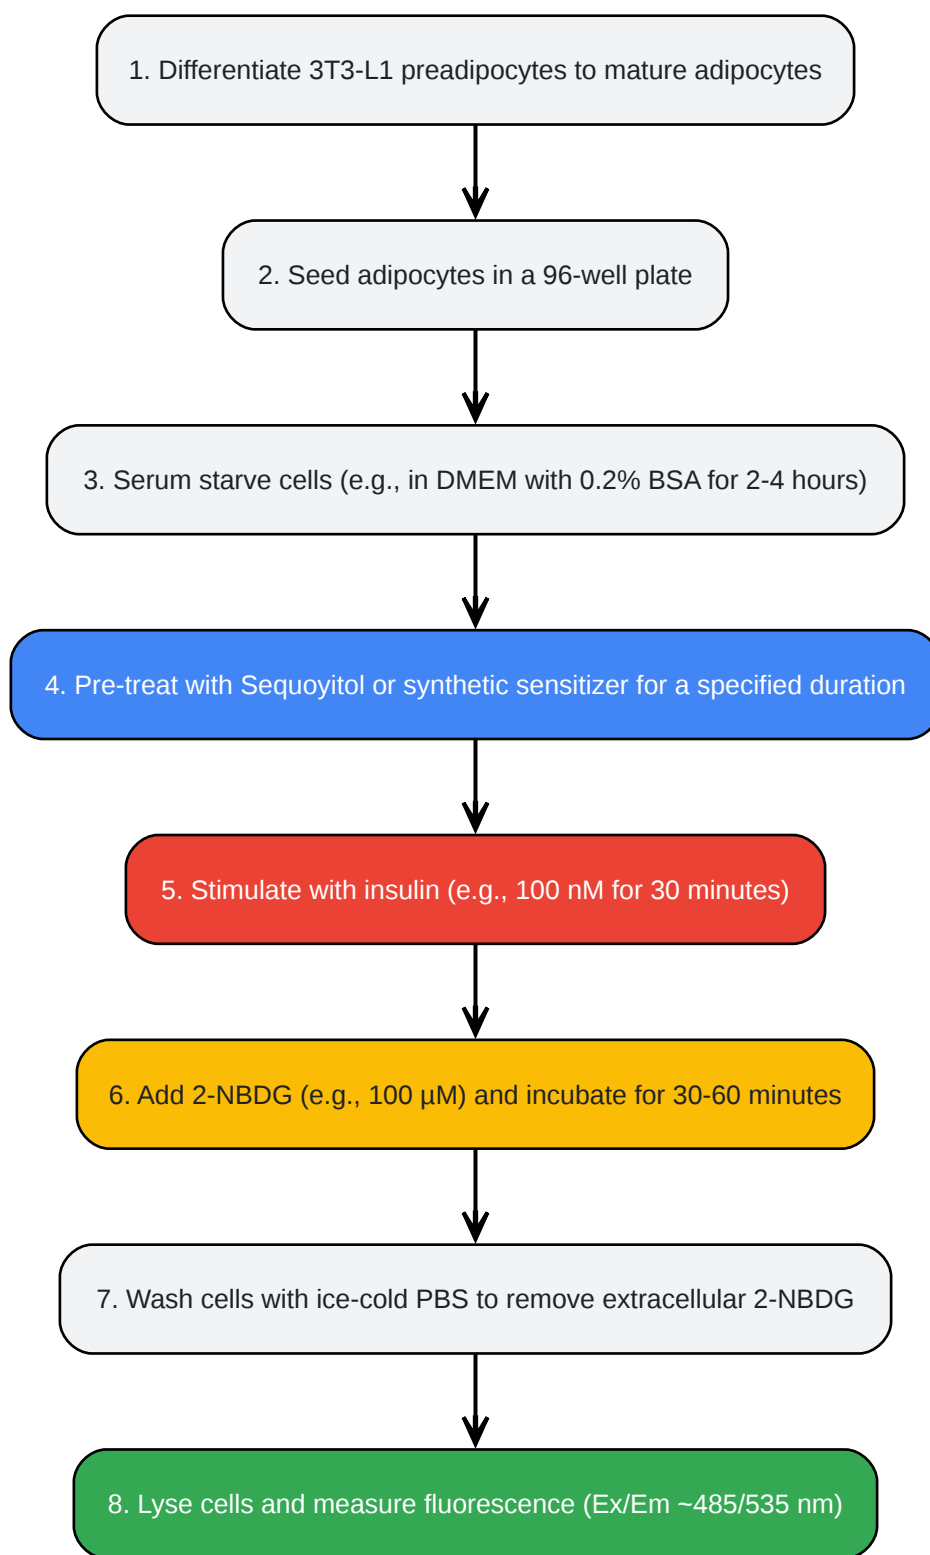 1. Differentiate 3T3-L1 preadipocytes to mature adipocytes
2. Seed adipocytes in a 96-well plate
3. Serum starve cells (e.g., in DMEM with 0.2% BSA for 2-4 hours)
4. Pre-treat with Sequoyitol or synthetic sensitizer for a specified duration
5. Stimulate with insulin (e.g., 100 nM for 30 minutes)
6. Add 2-NBDG (e.g., 100 µM) and incubate for 30-60 minutes
7. Wash cells with ice-cold PBS to remove extracellular 2-NBDG
8. Lyse cells and measure fluorescence (Ex/Em ~485/535 nm)